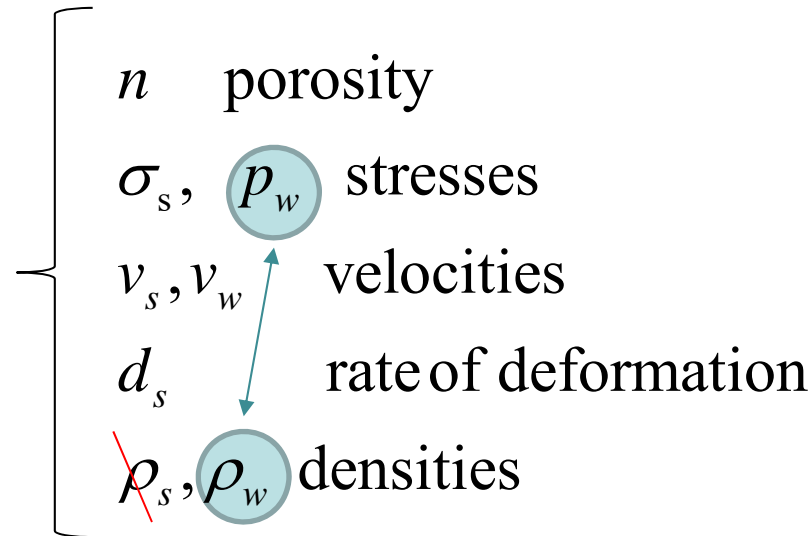 n porosity
σs, pw stresses
vs,vw velocities
ds rate of deformation
ρs,ρw densities